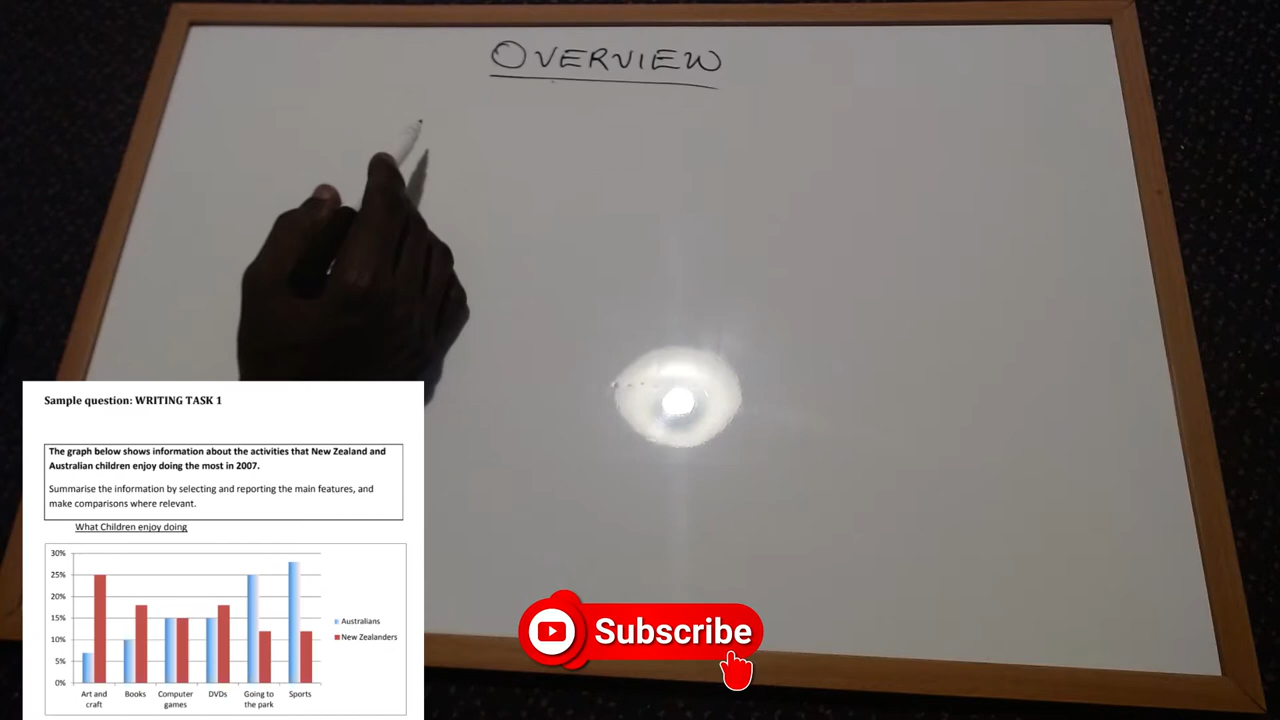 OVERVIEW
Sample question: WRITING TASK 1
The graph below shows information about the activities that New Zealand and
Australian children enjoy doing the most in 2007.
Summarise the information by selecting and reporting the main features, and
make comparisons where relevant.
What Children enjoy doing
30%
25%
20%
15%
10%
5%
0%
Australians
New Zealanders
Art and
craft
Books
Computer
games
DVDs
Going to
the park
Sports
Subscribe